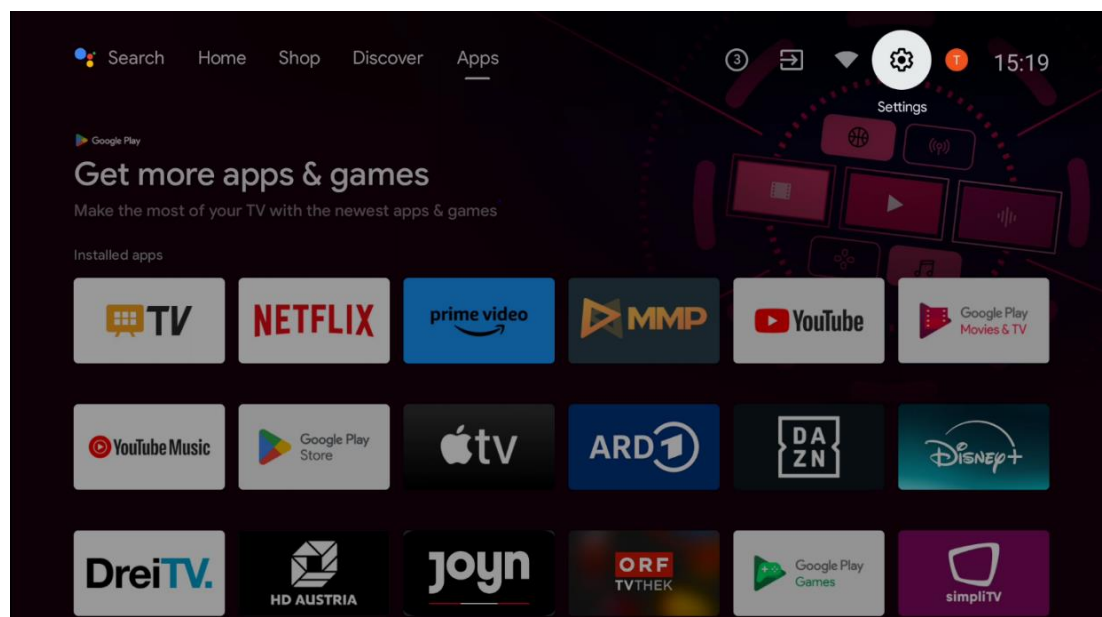 Search Home Shop Discover Apps 3 T 15:19
Settings
Google Play
Get more apps & games
Make the most of your TV with the newest apps & games
Installed apps
TV NETFLIX prime video MMP YouTube Google Play Movies & TV
YouTube Music Google Play Store tv ARD 1 DAZN Disney+
DreiTV. HD AUSTRIA Joyn ORF TVTHEK Google Play Games simpliTV